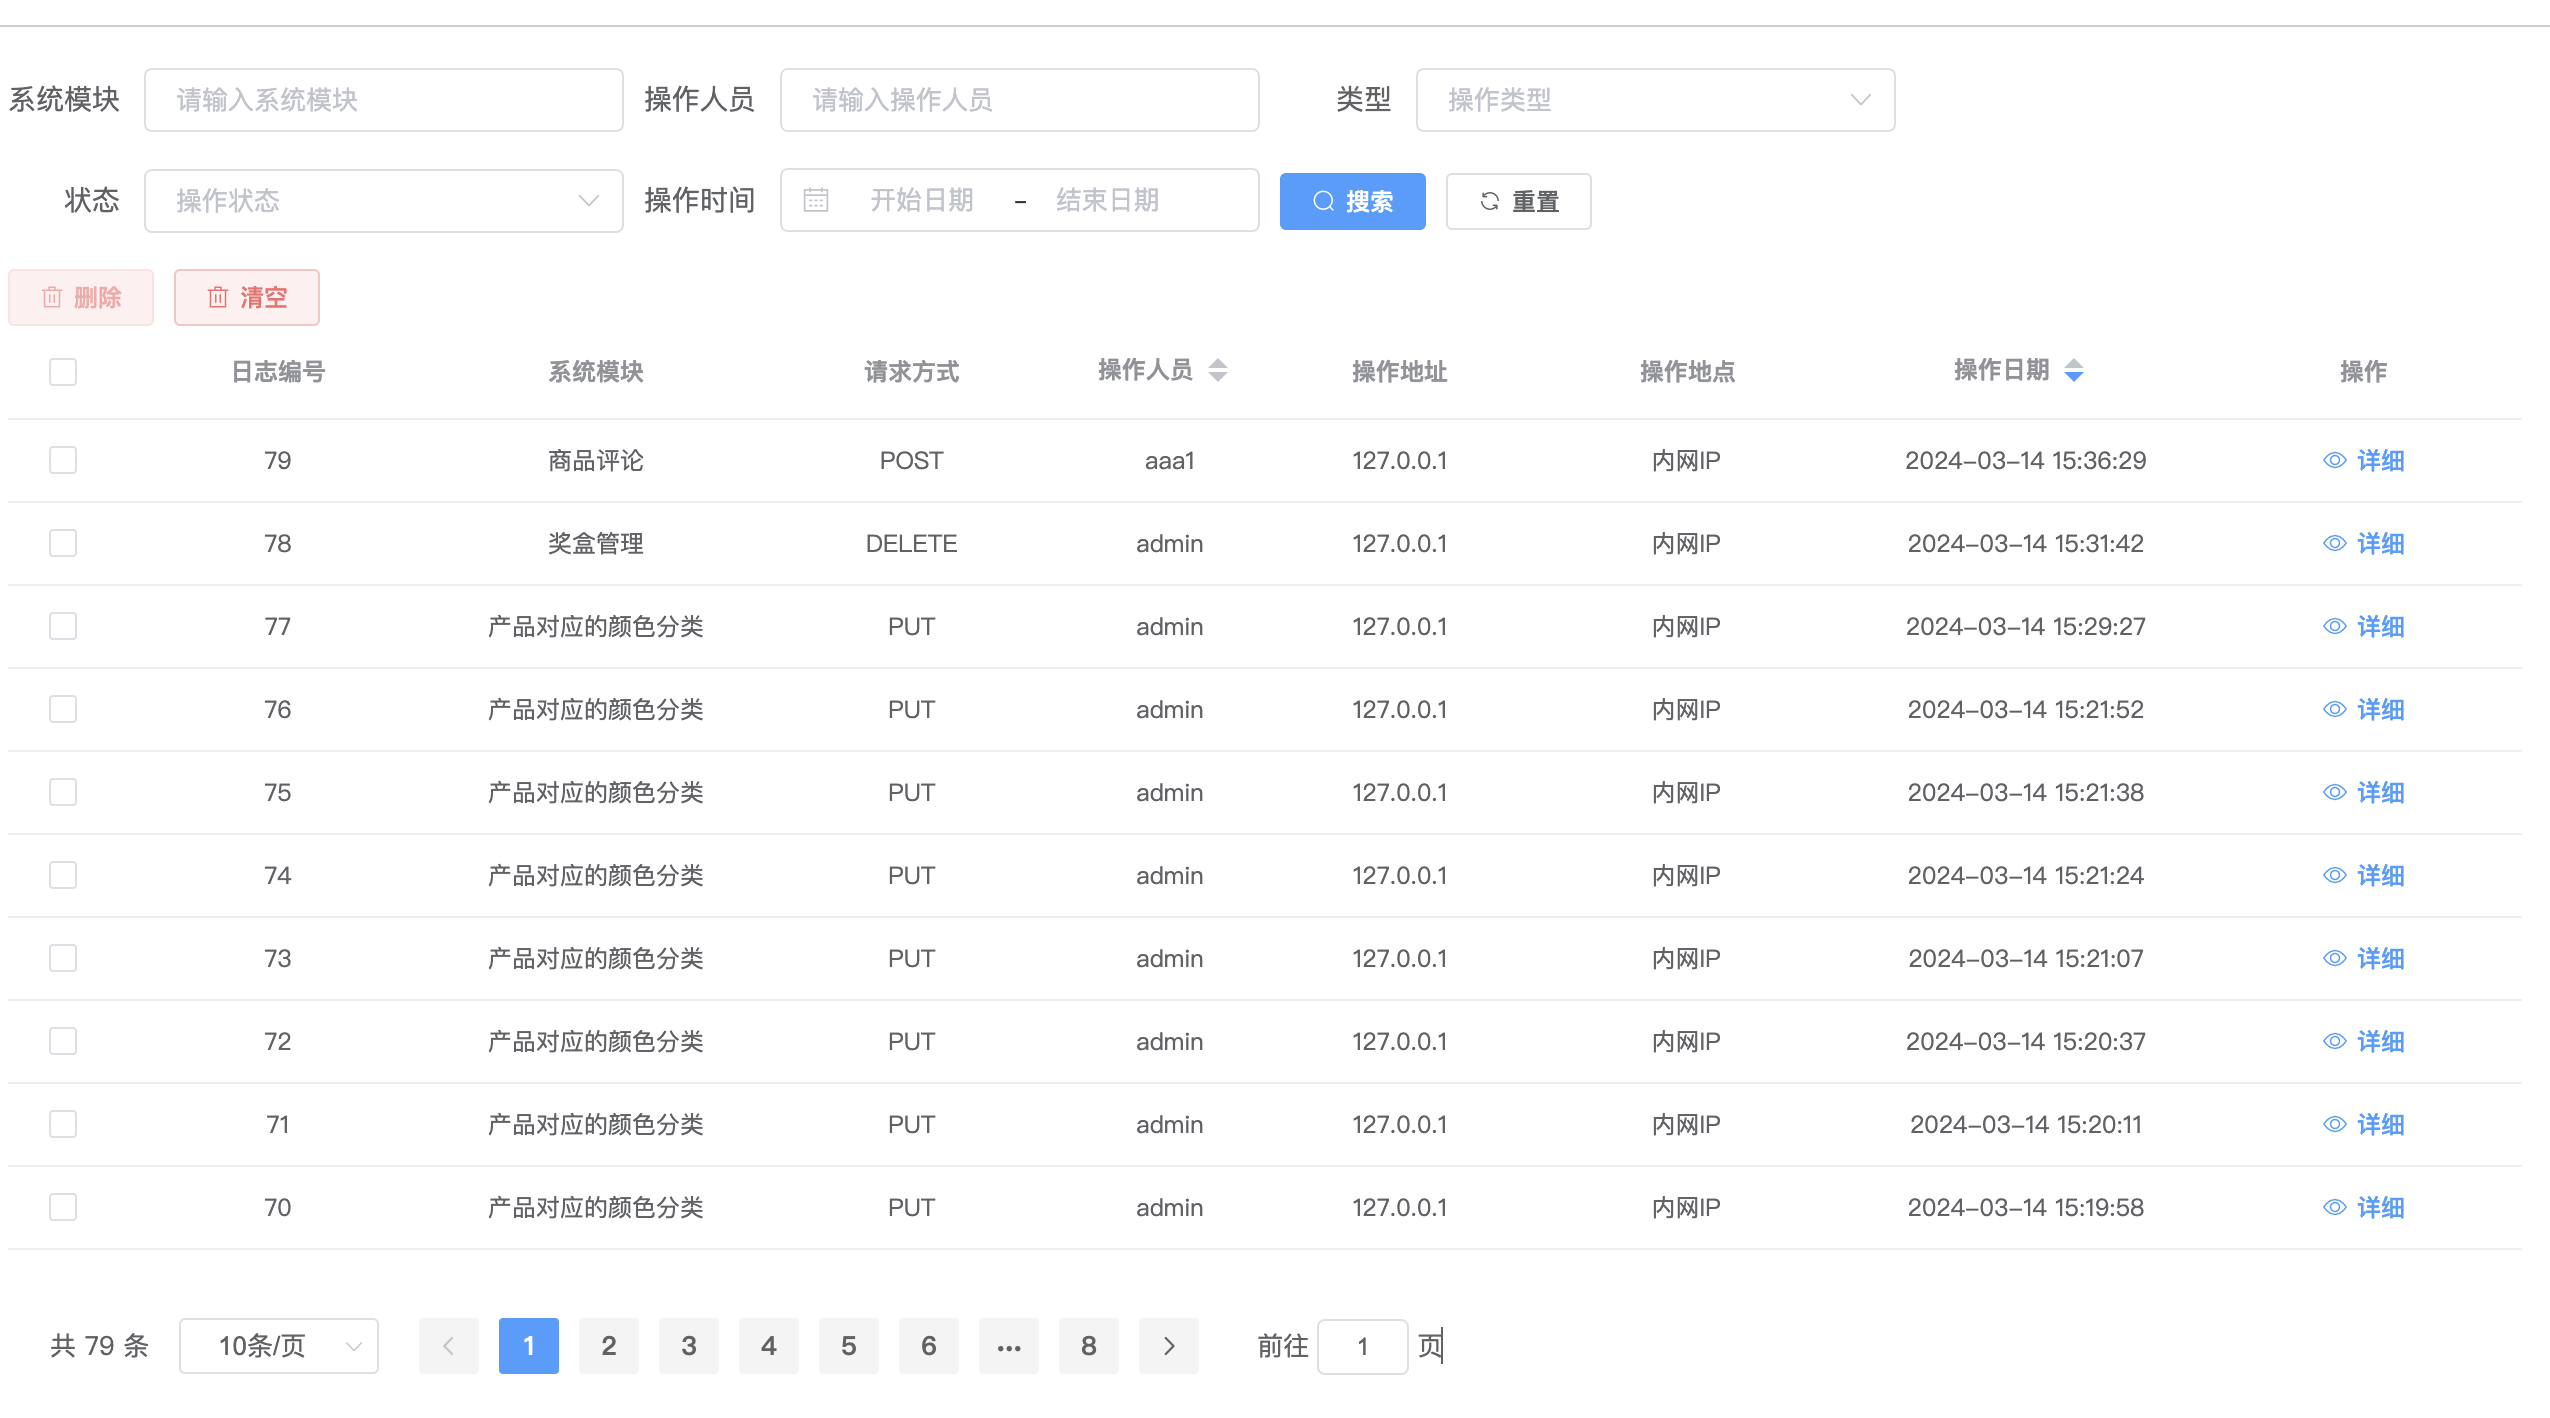 系统模块 请输入系统模块 操作人员 请输入操作人员 类型 操作类型
状态 操作状态 操作时间 开始日期 - 结束日期 搜索 重置
删除 清空
日志编号 系统模块 请求方式 操作人员 操作地址 操作地点 操作日期 操作
79 商品评论 POST aaa1 127.0.0.1 内网IP 2024-03-14 15:36:29 详细
78 奖盒管理 DELETE admin 127.0.0.1 内网IP 2024-03-14 15:31:42 详细
77 产品对应的颜色分类 PUT admin 127.0.0.1 内网IP 2024-03-14 15:29:27 详细
76 产品对应的颜色分类 PUT admin 127.0.0.1 内网IP 2024-03-14 15:21:52 详细
75 产品对应的颜色分类 PUT admin 127.0.0.1 内网IP 2024-03-14 15:21:38 详细
74 产品对应的颜色分类 PUT admin 127.0.0.1 内网IP 2024-03-14 15:21:24 详细
73 产品对应的颜色分类 PUT admin 127.0.0.1 内网IP 2024-03-14 15:21:07 详细
72 产品对应的颜色分类 PUT admin 127.0.0.1 内网IP 2024-03-14 15:20:37 详细
71 产品对应的颜色分类 PUT admin 127.0.0.1 内网IP 2024-03-14 15:20:11 详细
70 产品对应的颜色分类 PUT admin 127.0.0.1 内网IP 2024-03-14 15:19:58 详细
共 79 条 10条/页 1 2 3 4 5 6 ... 8 前往 1 页